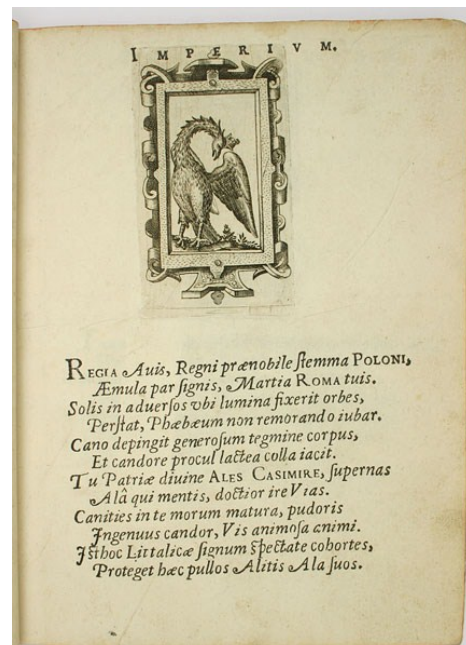 IMPERIVM.
REGIA Auis, Regni prænobile ſtemma POLONI,
Æmula par ſignis, Martia ROMA tuis.
Solis in aduerſos vbi lumina fixerit orbes,
Perſtat, Phæbæum non remorando iubar.
Cano depingit generoſum tegmine corpus,
Et candore procul lactea colla iacit.
Tu Patriæ diuine ALES CASIMIRE, ſupernas
Alâ qui mentis, doctior ire Vias.
Canities in te morum matura, pudoris
Ingenuus candor, Vis animoſa animi.
Iſthoc Littalicæ ſignum ſpectate cohortes,
Proteget hæc pullos Alitis Ala ſuos.